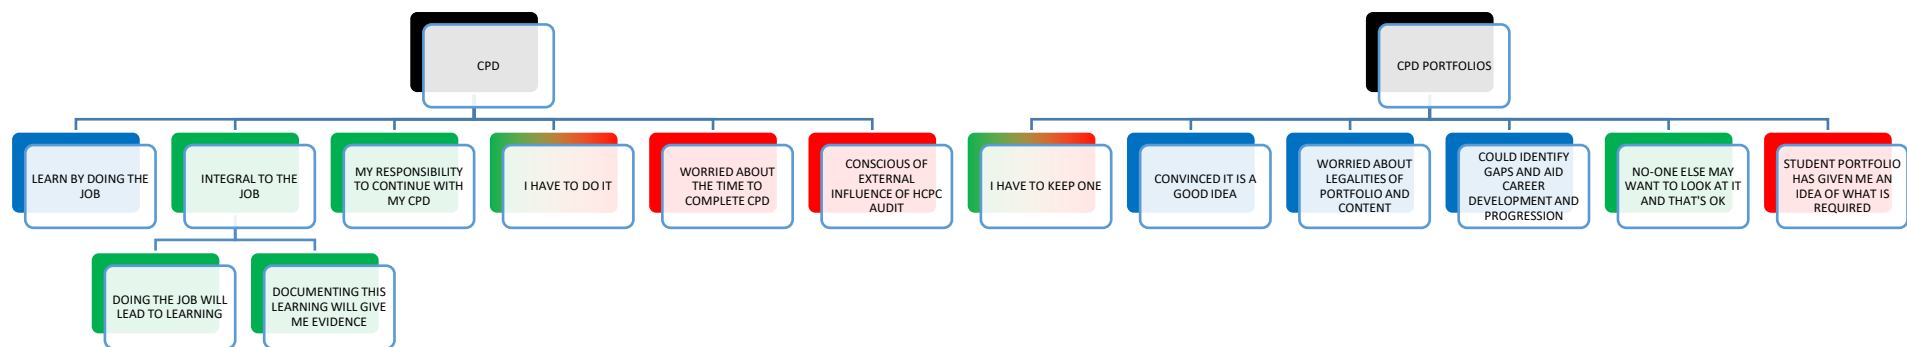 CPD
CPD PORTFOLIOS
LEARN BY DOING THE
JOB
INTEGRAL TO THE
JOB
MY RESPONSIBILITY
TO CONTINUE WITH
MY CPD
I HAVE TO DO IT
WORRIED ABOUT
THE TIME TO
COMPLETE CPD
CONSCIOUS OF
EXTERNAL
INFLUENCE OF HCPC
AUDIT
I HAVE TO KEEP ONE
CONVINCED IT IS A
GOOD IDEA
WORRIED ABOUT
LEGALITIES OF
PORTFOLIO AND
CONTENT
COULD IDENTIFY
GAPS AND AID
CAREER
DEVELOPMENT AND
PROGRESSION
NO-ONE ELSE MAY
WANT TO LOOK AT IT
AND THAT'S OK
STUDENT PORTFOLIO
HAS GIVEN ME AN
IDEA OF WHAT IS
REQUIRED
DOING THE JOB WILL
LEAD TO LEARNING
DOCUMENTING THIS
LEARNING WILL GIVE
ME EVIDENCE